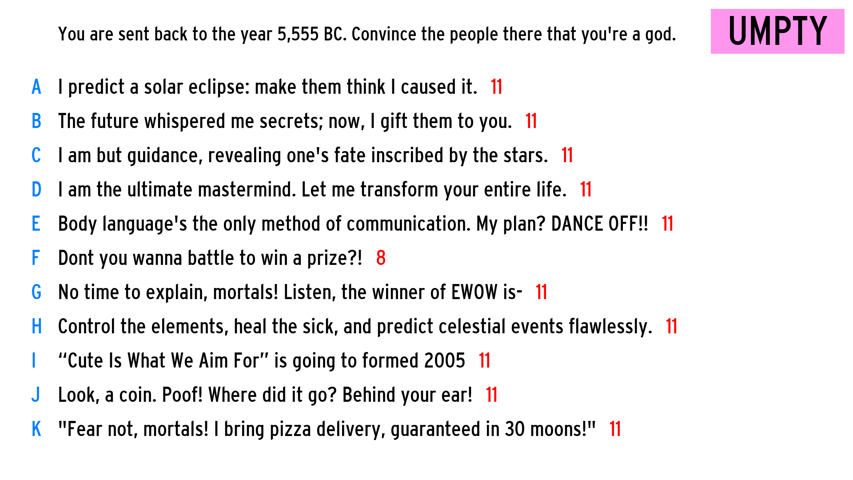 You are sent back to the year 5,555 BC. Convince the people there that you're a god.
UMPTY
A I predict a solar eclipse: make them think I caused it. 11
B The future whispered me secrets; now, I gift them to you. 11
C I am but guidance, revealing one's fate inscribed by the stars. 11
D I am the ultimate mastermind. Let me transform your entire life. 11
E Body language's the only method of communication. My plan? DANCE OFF!! 11
F Dont you wanna battle to win a prize?! 8
G No time to explain, mortals! Listen, the winner of EWOW is- 11
H Control the elements, heal the sick, and predict celestial events flawlessly. 11
I “Cute Is What We Aim For” is going to formed 2005 11
J Look, a coin. Poof! Where did it go? Behind your ear! 11
K "Fear not, mortals! I bring pizza delivery, guaranteed in 30 moons!" 11